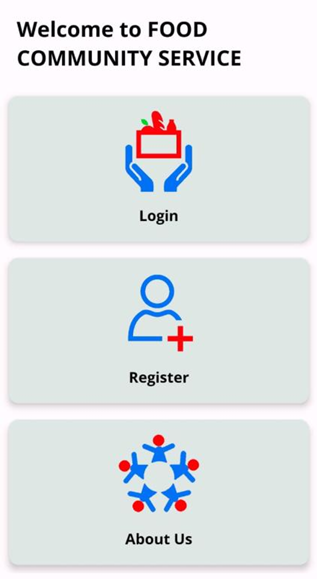 Welcome to FOOD
COMMUNITY SERVICE
Login
Register
About Us